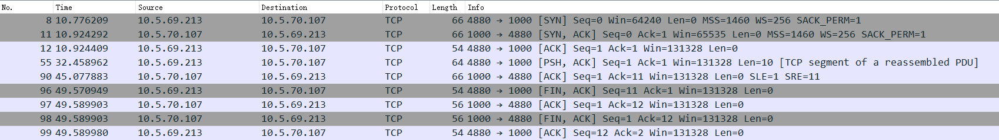 No. Time Source Destination Protocol Length Info
8 10.776209 10.5.69.213 10.5.70.107 TCP 66 4880 → 1000 [SYN] Seq=0 Win=64240 Len=0 MSS=1460 WS=256 SACK_PERM=1
11 10.924292 10.5.70.107 10.5.69.213 TCP 66 1000 → 4880 [SYN, ACK] Seq=0 Ack=1 Win=65535 Len=0 MSS=1460 WS=256 SACK_PERM=1
12 10.924409 10.5.69.213 10.5.70.107 TCP 54 4880 → 1000 [ACK] Seq=1 Ack=1 Win=131328 Len=0
55 32.458962 10.5.69.213 10.5.70.107 TCP 64 4880 → 1000 [PSH, ACK] Seq=1 Ack=1 Win=131328 Len=10 [TCP segment of a reassembled PDU]
90 45.077883 10.5.70.107 10.5.69.213 TCP 66 1000 → 4880 [ACK] Seq=1 Ack=11 Win=131328 Len=0 SLE=1 SRE=11
96 49.570949 10.5.69.213 10.5.70.107 TCP 54 4880 → 1000 [FIN, ACK] Seq=11 Ack=1 Win=131328 Len=0
97 49.589903 10.5.70.107 10.5.69.213 TCP 56 1000 → 4880 [ACK] Seq=1 Ack=12 Win=131328 Len=0
98 49.589903 10.5.70.107 10.5.69.213 TCP 56 1000 → 4880 [FIN, ACK] Seq=1 Ack=12 Win=131328 Len=0
99 49.589980 10.5.69.213 10.5.70.107 TCP 54 4880 → 1000 [ACK] Seq=12 Ack=2 Win=131328 Len=0